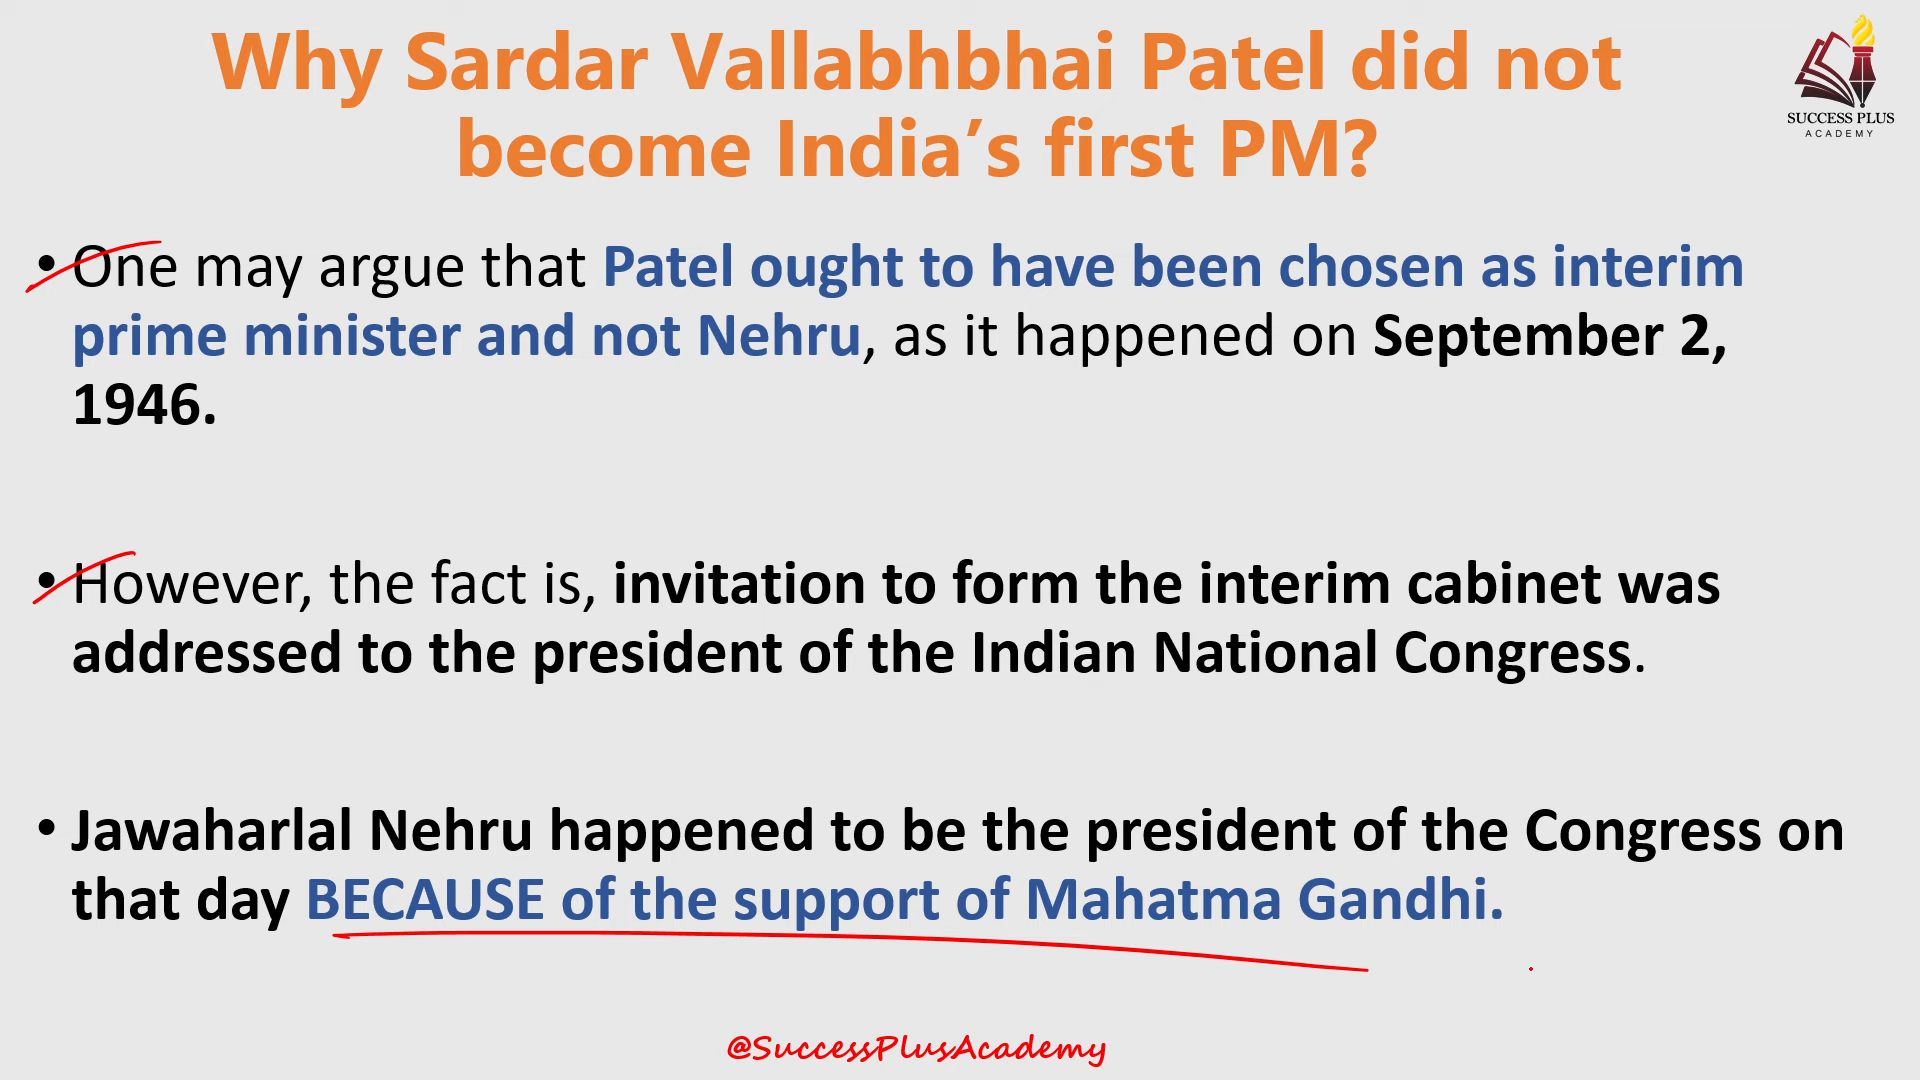 Why Sardar Vallabhbhai Patel did not
become India’s first PM?
SUCCESS PLUS
ACADEMY
• One may argue that Patel ought to have been chosen as interim
prime minister and not Nehru, as it happened on September 2,
1946.
• However, the fact is, invitation to form the interim cabinet was
addressed to the president of the Indian National Congress.
• Jawaharlal Nehru happened to be the president of the Congress on
that day BECAUSE of the support of Mahatma Gandhi.
@SuccessPlusAcademy